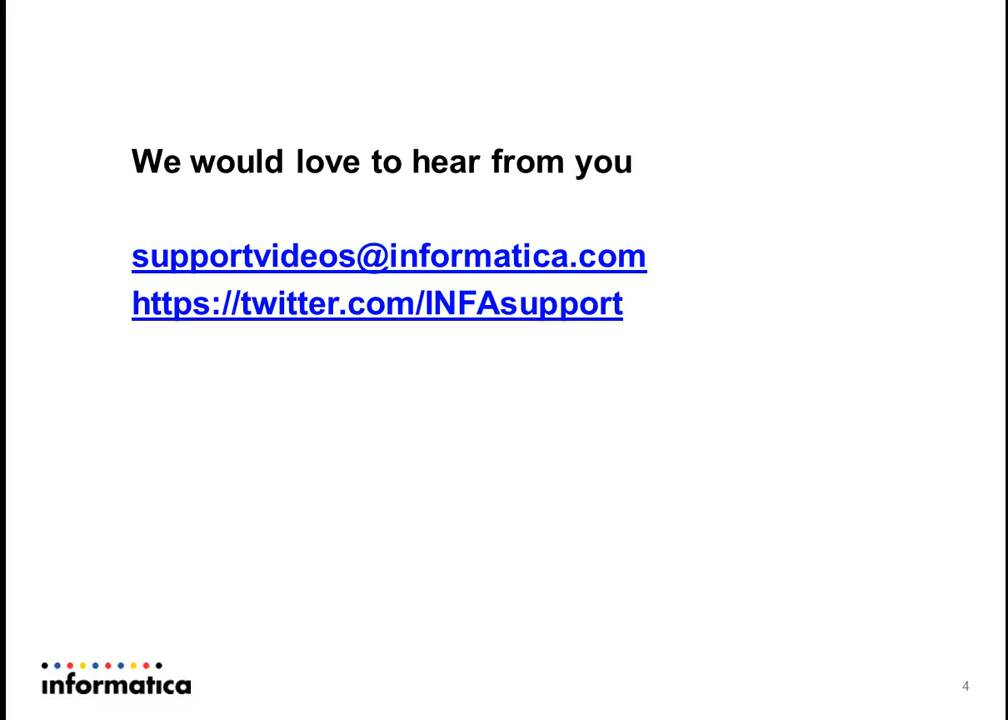 We would love to hear from you
supportvideos@informatica.com
https://twitter.com/INFAsupport
informatica
4